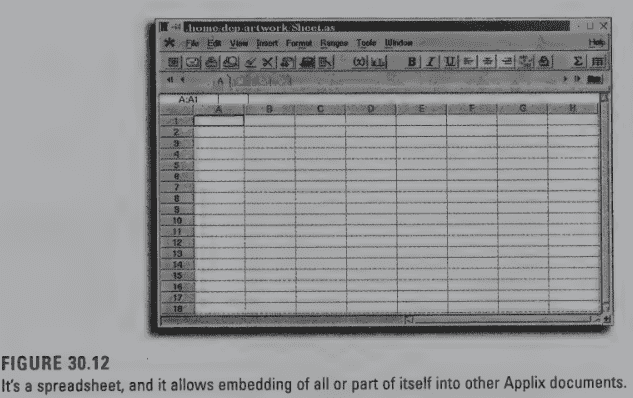 home dep artwork Sheet.as
File Edit View Insert Format Ranges Tools Window Help
B I U Σ
A
A:A1
A B C D E F G H
1
2
3
4
5
6
7
8
9
10
11
12
13
14
15
16
17
18
FIGURE 30.12
It's a spreadsheet, and it allows embedding of all or part of itself into other Applix documents.